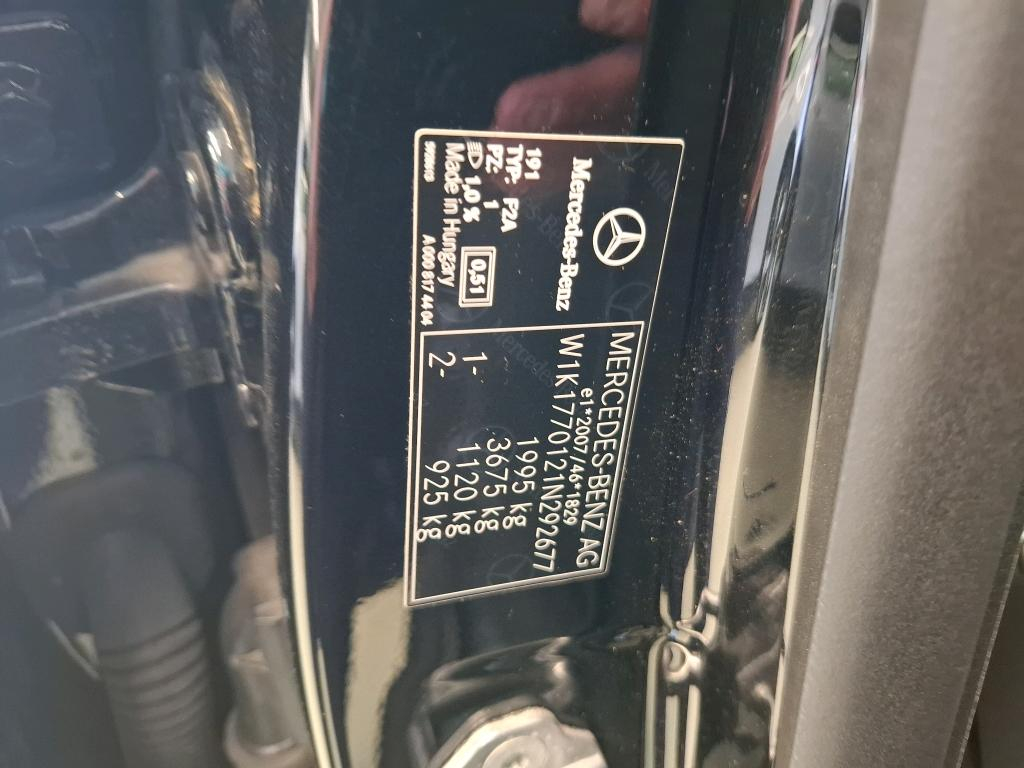 Mercedes-Benz
191
TYP: F2A
PZ: 1
1,0 %
0,61
Made in Hungary
A 000 817 44 04
MERCEDES-BENZ AG
e1*2007/46*1829
W1K1770121N292677
1995 kg
3675 kg
1- 1120 kg
2- 925 kg